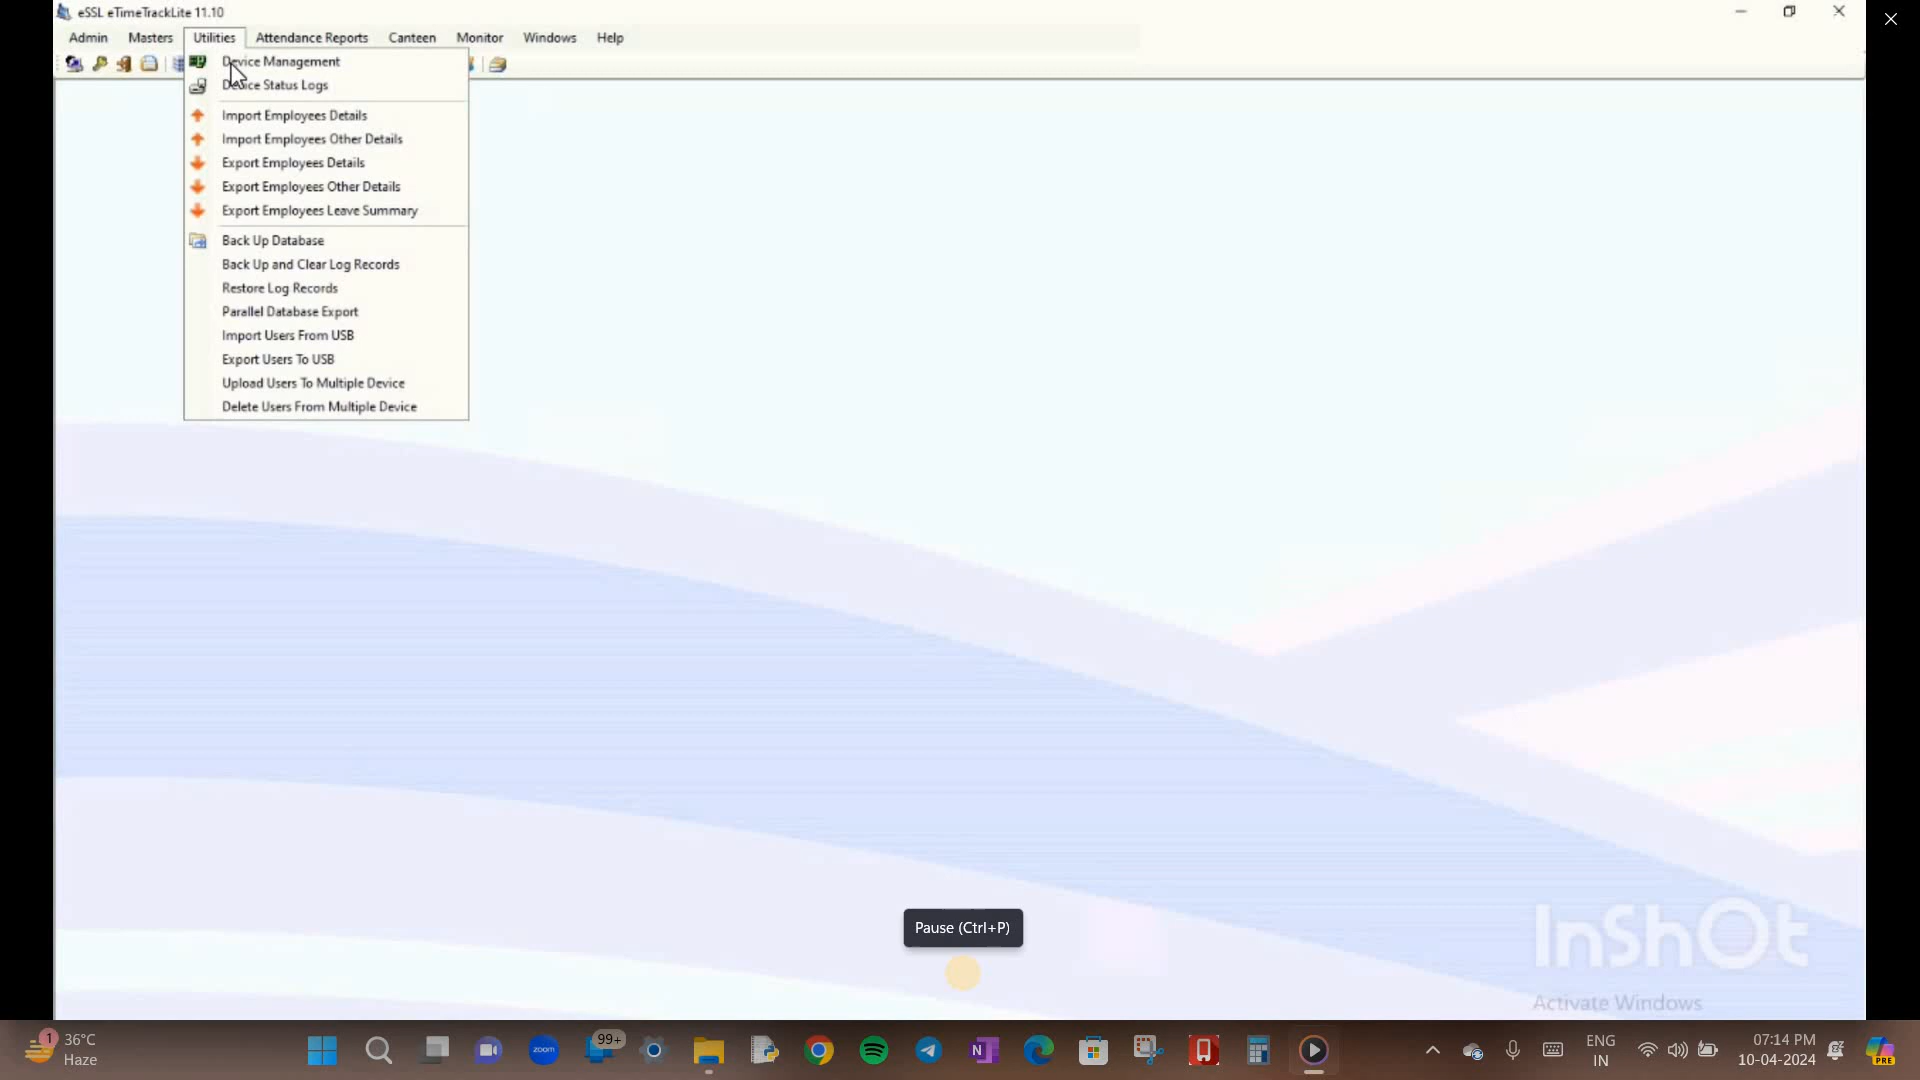 eSSL eTimeTrackLite 11.10
Admin Masters Utilities Attendance Reports Canteen Monitor Windows Help
Device Management
Device Status Logs
Import Employees Details
Import Employees Other Details
Export Employees Details
Export Employees Other Details
Export Employees Leave Summary
Back Up Database
Back Up and Clear Log Records
Restore Log Records
Parallel Database Export
Import Users From USB
Export Users To USB
Upload Users To Multiple Device
Delete Users From Multiple Device
Pause (Ctrl+P)
InShOt
Activate Windows
1
36°C
Haze
zoom
99+
N
ENG
IN
07:14 PM
10-04-2024
PRE